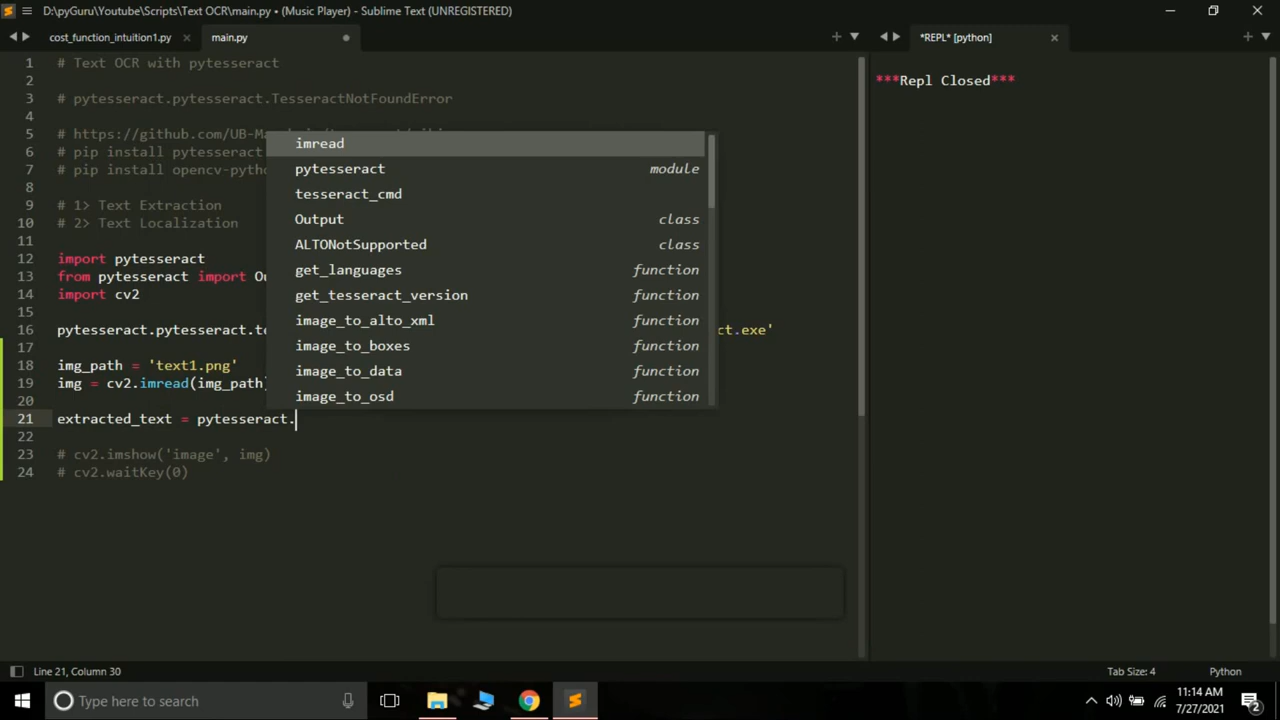 D:\pyGuru\Youtube\Scripts\Text OCR\main.py • (Music Player) - Sublime Text (UNREGISTERED)
cost_function_intuition1.py
main.py
*REPL* [python]
1 # Text OCR with pytesseract
2
3 # pytesseract.pytesseract.TesseractNotFoundError
4
5 # https://github.com/UB-Ma
6 # pip install pytesseract
7 # pip install opencv-pyth
8
9 # 1> Text Extraction
10 # 2> Text Localization
11
12 import pytesseract
13 from pytesseract import Ou
14 import cv2
15
16 pytesseract.pytesseract.te ct.exe'
17
18 img_path = 'text1.png'
19 img = cv2.imread(img_path)
20
21 extracted_text = pytesseract.
22
23 # cv2.imshow('image', img)
24 # cv2.waitKey(0)
imread
pytesseract module
tesseract_cmd
Output class
ALTONotSupported class
get_languages function
get_tesseract_version function
image_to_alto_xml function
image_to_boxes function
image_to_data function
image_to_osd function
***Repl Closed***
Line 21, Column 30
Tab Size: 4
Python
Type here to search
11:14 AM
7/27/2021
2